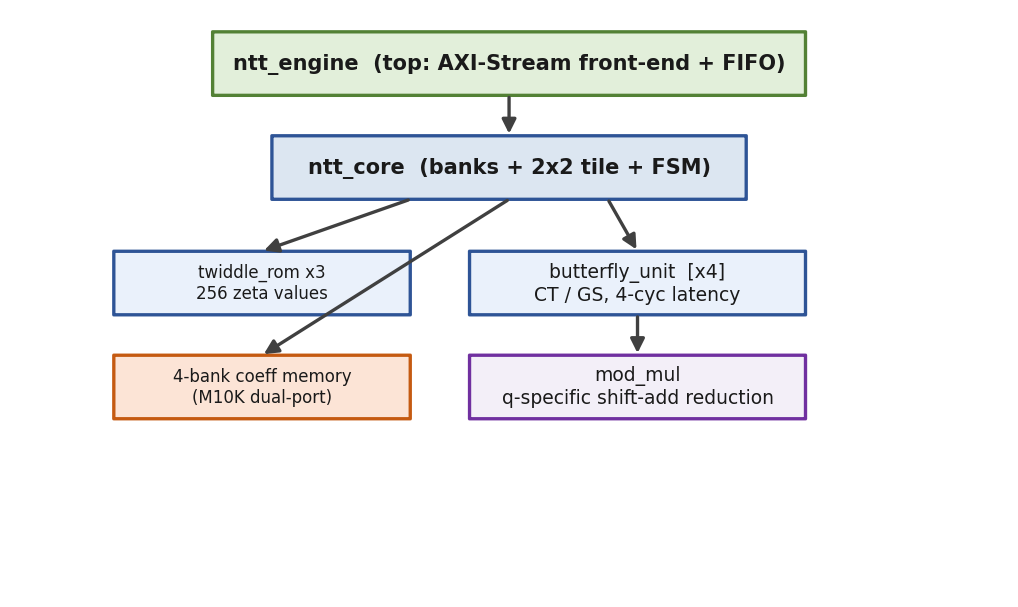 ntt_engine  (top: AXI-Stream front-end + FIFO)
ntt_core  (banks + 2x2 tile + FSM)
twiddle_rom x3
256 zeta values
butterfly_unit  [x4]
CT / GS, 4-cyc latency
4-bank coeff memory
(M10K dual-port)
mod_mul
q-specific shift-add reduction